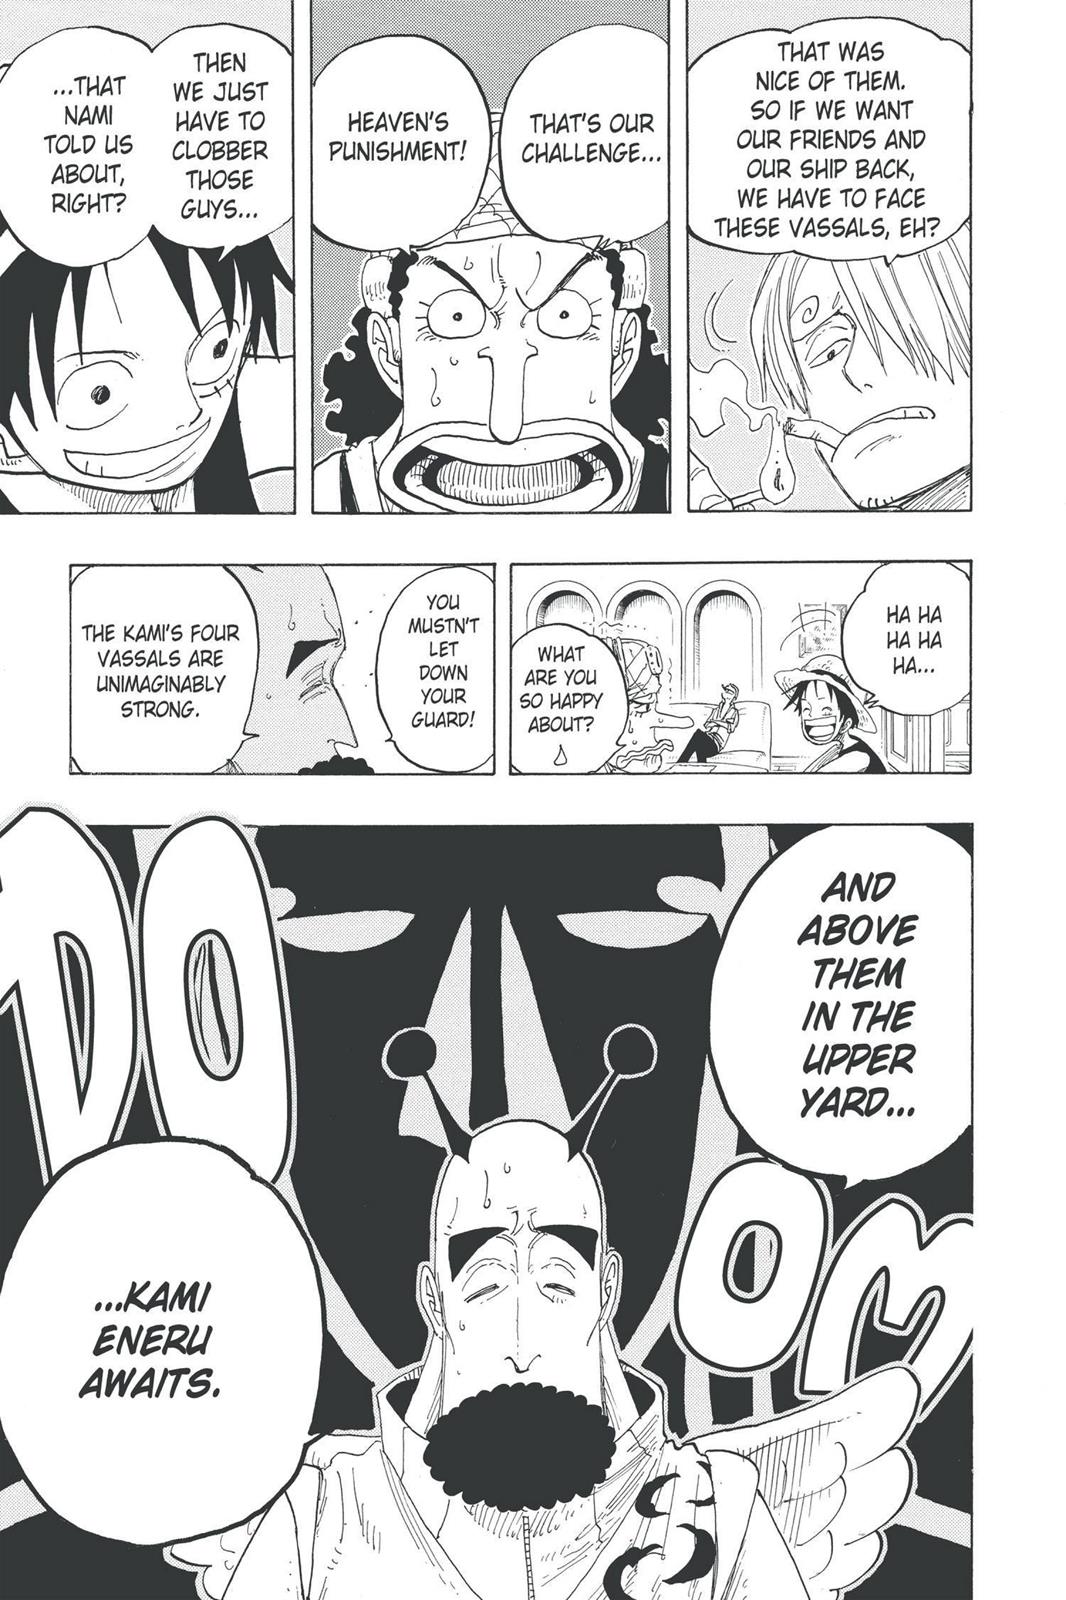 THAT WAS
NICE OF THEM.
SO IF WE WANT
OUR FRIENDS AND
OUR SHIP BACK,
WE HAVE TO FACE
THESE VASSALS, EH?
THAT'S OUR
CHALLENGE...
HEAVEN'S
PUNISHMENT!
THEN
WE JUST
HAVE TO
CLOBBER
THOSE
GUYS...
...THAT
NAMI
TOLD US
ABOUT,
RIGHT?
HA HA
HA HA
HA...
WHAT
ARE YOU
SO HAPPY
ABOUT?
YOU
MUSTN'T
LET
DOWN
YOUR
GUARD!
THE KAMI'S FOUR
VASSALS ARE
UNIMAGINABLY
STRONG.
AND
ABOVE
THEM
IN THE
UPPER
YARD...
DOOM
...KAMI
ENERU
AWAITS.